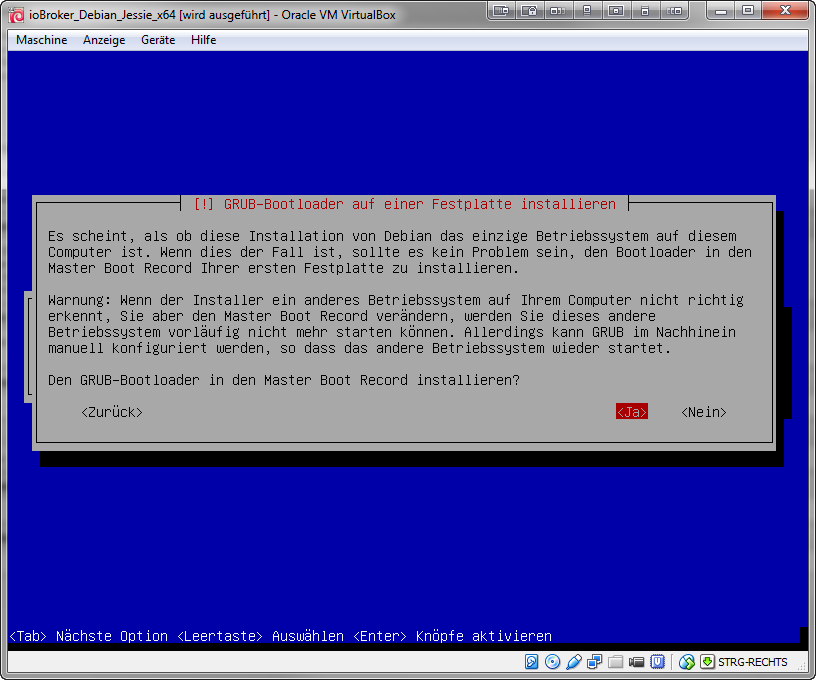 ioBroker_Debian_Jessie_x64 [wird ausgeführt] - Oracle VM VirtualBox
Maschine Anzeige Geräte Hilfe
[!] GRUB-Bootloader auf einer Festplatte installieren
Es scheint, als ob diese Installation von Debian das einzige Betriebssystem auf diesem
Computer ist. Wenn dies der Fall ist, sollte es kein Problem sein, den Bootloader in den
Master Boot Record Ihrer ersten Festplatte zu installieren.
Warnung: Wenn der Installer ein anderes Betriebssystem auf Ihrem Computer nicht richtig
erkennt, Sie aber den Master Boot Record verändern, werden Sie dieses andere
Betriebssystem vorläufig nicht mehr starten können. Allerdings kann GRUB im Nachhinein
manuell konfiguriert werden, so dass das andere Betriebssystem wieder startet.
Den GRUB-Bootloader in den Master Boot Record installieren?
<Zurück> <Ja> <Nein>
<Tab> Nächste Option <Leertaste> Auswählen <Enter> Knöpfe aktivieren
STRG-RECHTS